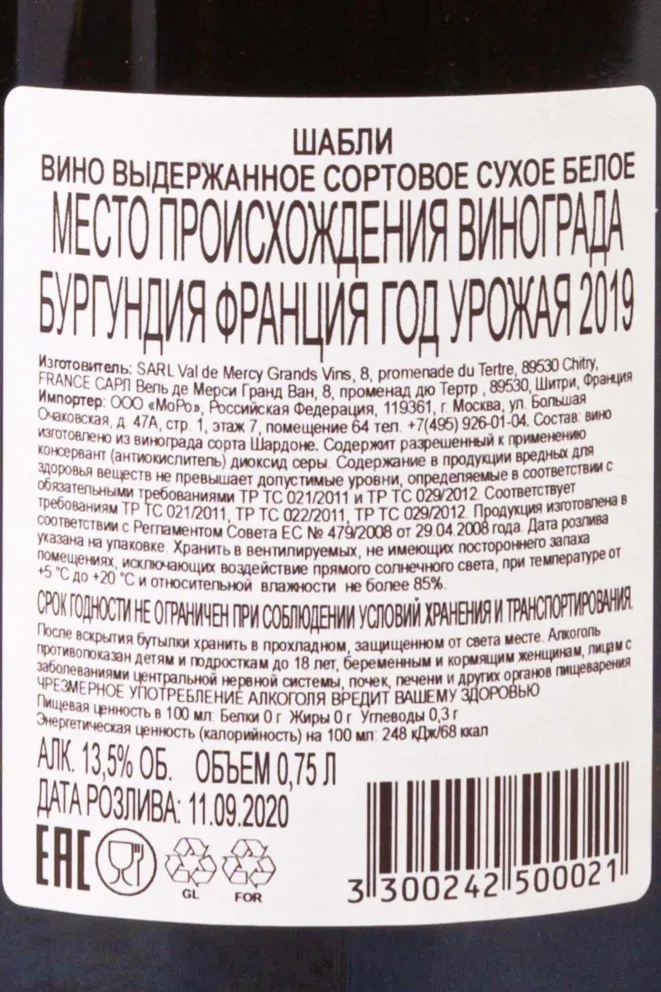 ШАБЛИ
ВИНО ВЫДЕРЖАННОЕ СОРТОВОЕ СУХОЕ БЕЛОЕ
МЕСТО ПРОИСХОЖДЕНИЯ ВИНОГРАДА
БУРГУНДИЯ ФРАНЦИЯ ГОД УРОЖАЯ 2019
Изготовитель: SARL Val de Mercy Grands Vins, 8, promenade du Tertre, 89530 Chitry,
FRANCE САРЛ Вель де Мерси Гранд Ван, 8, променад дю Тертр , 89530, Шитри, Франция
Импортер: ООО «МоРо», Российская Федерация, 119361, г. Москва, ул. Большая
Очаковская, д. 47А, стр. 1, этаж 7, помещение 64 тел. +7(495) 926-01-04. Состав: вино
изготовлено из винограда сорта Шардоне. Содержит разрешенный к применению
консервант (антиокислитель) диоксид серы. Содержание в продукции вредных для
здоровья веществ не превышает допустимые уровни, определяемые в соответствии с
обязательными требованиями ТР ТС 021/2011 и ТР ТС 029/2012. Соответствует
требованиям ТР ТС 021/2011, ТР ТС 022/2011, ТР ТС 029/2012. Продукция изготовлена в
соответствии с Регламентом Совета ЕС № 479/2008 от 29.04.2008 года. Дата розлива
указана на упаковке. Хранить в вентилируемых, не имеющих постороннего запаха
помещениях, исключающих воздействие прямого солнечного света, при температуре от
+5 °С до +20 °С и относительной влажности не более 85%.
СРОК ГОДНОСТИ НЕ ОГРАНИЧЕН ПРИ СОБЛЮДЕНИИ УСЛОВИЙ ХРАНЕНИЯ И ТРАНСПОРТИРОВАНИЯ.
После вскрытия бутылки хранить в прохладном, защищенном от света месте. Алкоголь
противопоказан детям и подросткам до 18 лет, беременным и кормящим женщинам, лицам с
заболеваниями центральной нервной системы, почек, печени и других органов пищеварения
ЧРЕЗМЕРНОЕ УПОТРЕБЛЕНИЕ АЛКОГОЛЯ ВРЕДИТ ВАШЕМУ ЗДОРОВЬЮ
Пищевая ценность в 100 мл: Белки 0 г Жиры 0 г Углеводы 0,3 г
Энергетическая ценность (калорийность) на 100 мл: 248 кДж/68 ккал
АЛК. 13,5% ОБ. ОБЪЕМ 0,75 Л
ДАТА РОЗЛИВА: 11.09.2020
EAC
GL FOR
3 300242 500021